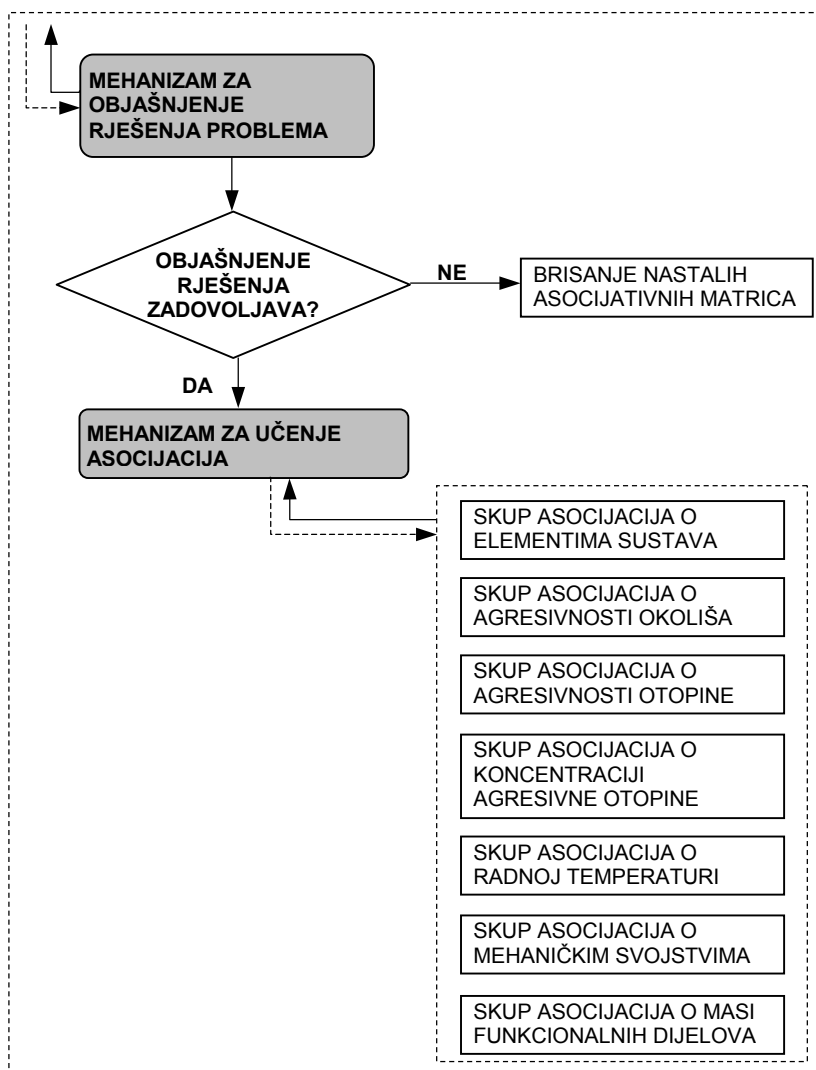 MEHANIZAM ZA
OBJAŠNJENJE
RJEŠENJA PROBLEMA
OBJAŠNJENJE
RJEŠENJA
ZADOVOLJAVA?
NE
BRISANJE NASTALIH
ASOCIJATIVNIH MATRICA
DA
MEHANIZAM ZA UČENJE
ASOCIJACIJA
SKUP ASOCIJACIJA O
ELEMENTIMA SUSTAVA
SKUP ASOCIJACIJA O
AGRESIVNOSTI OKOLIŠA
SKUP ASOCIJACIJA O
AGRESIVNOSTI OTOPINE
SKUP ASOCIJACIJA O
KONCENTRACIJI
AGRESIVNE OTOPINE
SKUP ASOCIJACIJA O
RADNOJ TEMPERATURI
SKUP ASOCIJACIJA O
MEHANIČKIM SVOJSTVIMA
SKUP ASOCIJACIJA O MASI
FUNKCIONALNIH DIJELOVA